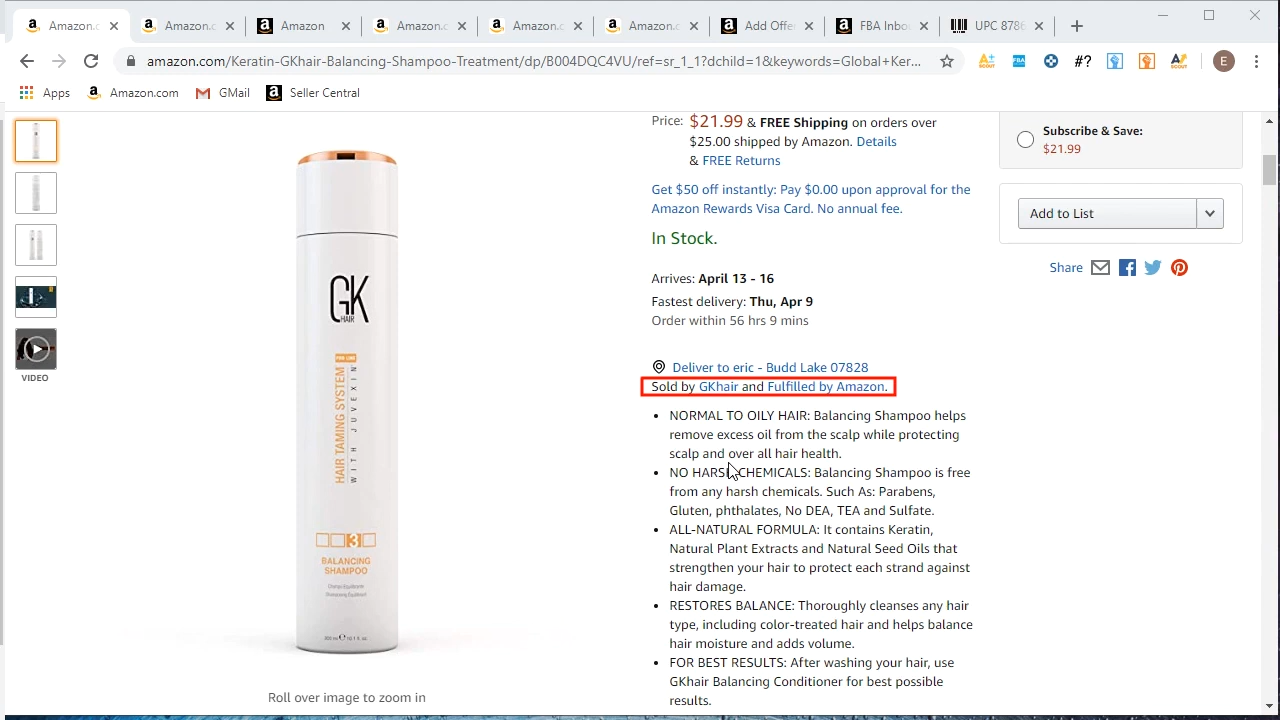 Amazon.c
Amazon.c
Amazon
Amazon.c
Amazon.c
Amazon.c
Add Offer
FBA Inbo
UPC 8786
amazon.com/Keratin-GKhair-Balancing-Shampoo-Treatment/dp/B004DQC4VU/ref=sr_1_1?dchild=1&keywords=Global+Ker...
SCOUT
FBA
#?
SCOUT
E
Apps
Amazon.com
GMail
Seller Central
Price: $21.99 & FREE Shipping on orders over
$25.00 shipped by Amazon. Details
& FREE Returns
Get $50 off instantly: Pay $0.00 upon approval for the
Amazon Rewards Visa Card. No annual fee.
In Stock.
Arrives: April 13 - 16
Fastest delivery: Thu, Apr 9
Order within 56 hrs 9 mins
Deliver to eric - Budd Lake 07828
Sold by GKhair and Fulfilled by Amazon.
NORMAL TO OILY HAIR: Balancing Shampoo helps
remove excess oil from the scalp while protecting
scalp and over all hair health.
NO HARSH CHEMICALS: Balancing Shampoo is free
from any harsh chemicals. Such As: Parabens,
Gluten, phthalates, No DEA, TEA and Sulfate.
ALL-NATURAL FORMULA: It contains Keratin,
Natural Plant Extracts and Natural Seed Oils that
strengthen your hair to protect each strand against
hair damage.
RESTORES BALANCE: Thoroughly cleanses any hair
type, including color-treated hair and helps balance
hair moisture and adds volume.
FOR BEST RESULTS: After washing your hair, use
GKhair Balancing Conditioner for best possible
results.
Subscribe & Save:
$21.99
Add to List
Share
VIDEO
GK
HAIR
PRO LINE
HAIR TAMING SYSTEM
WITH JUVEXIN
3
BALANCING
SHAMPOO
Roll over image to zoom in